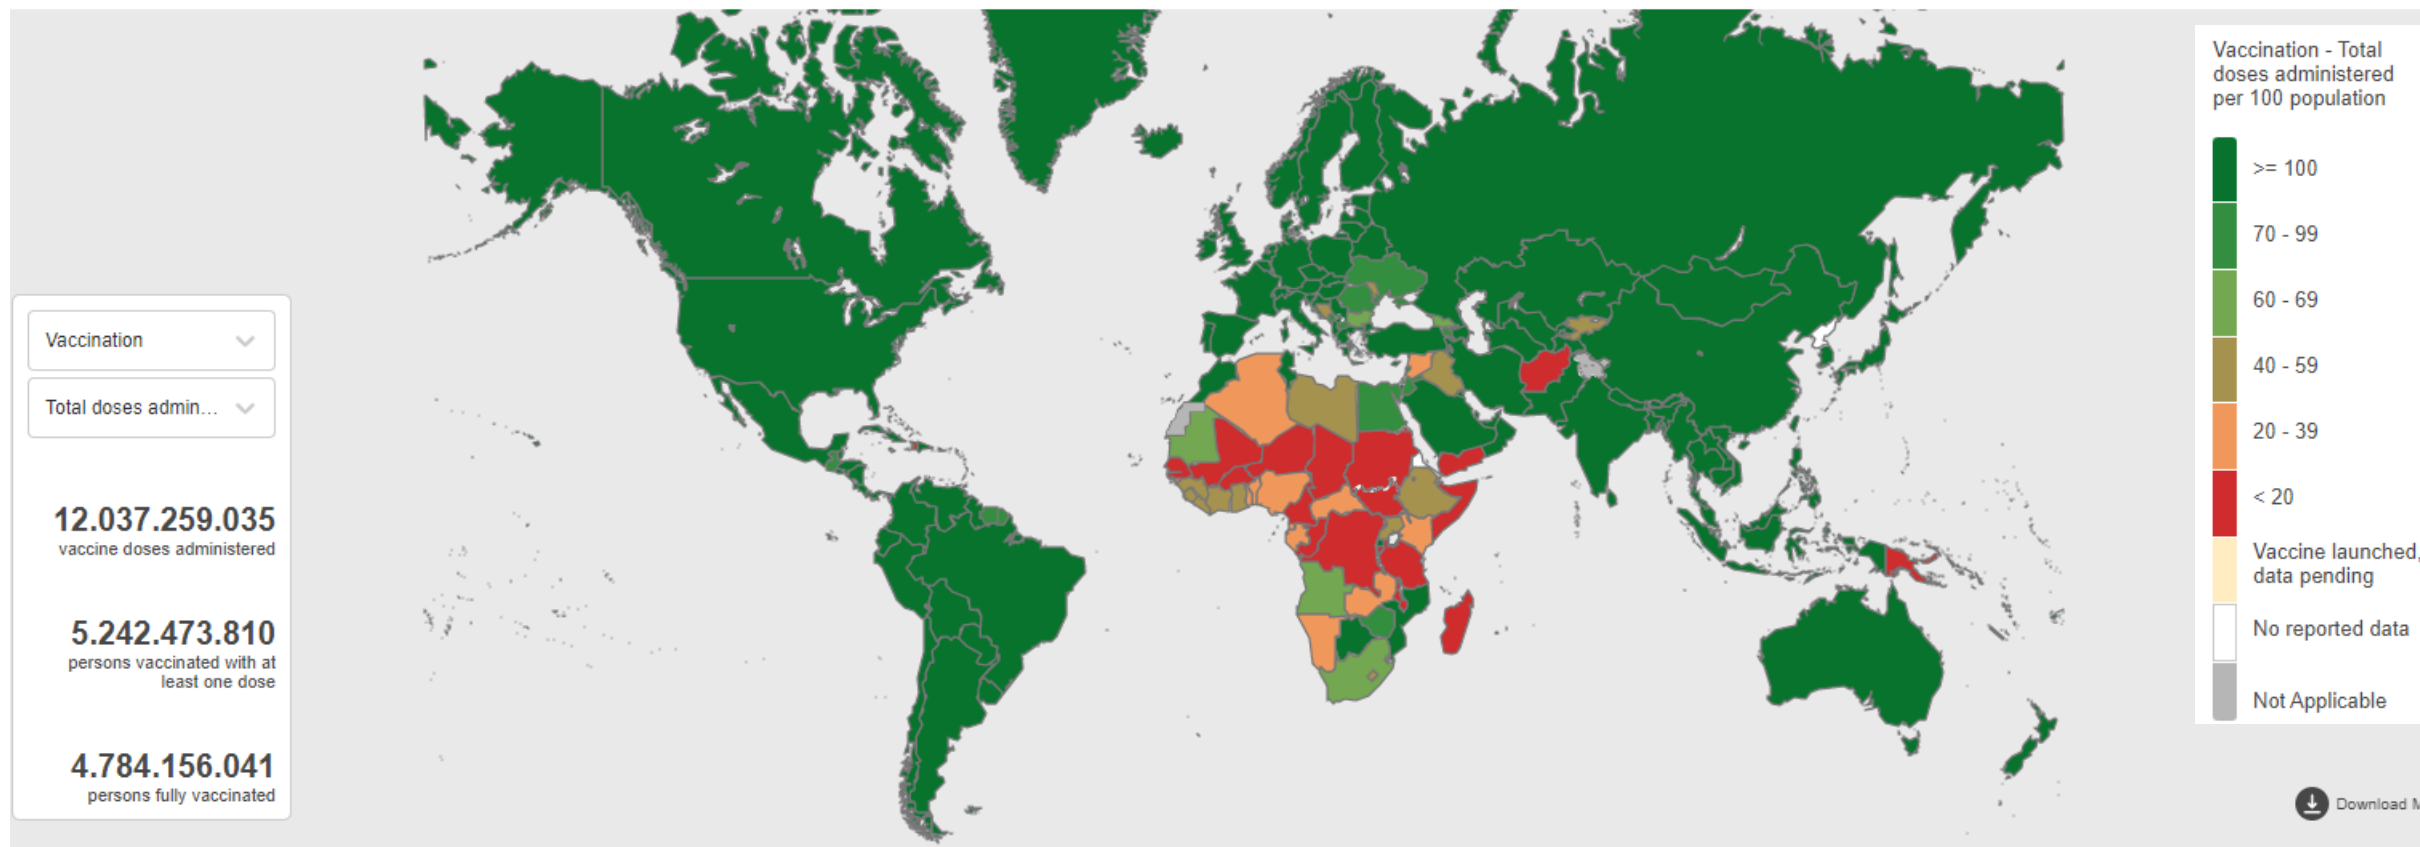 Vaccination
Total doses admin...
12.037.259.035
vaccine doses administered
5.242.473.810
persons vaccinated with at
least one dose
4.784.156.041
persons fully vaccinated
Vaccination - Total
doses administered
per 100 population
>= 100
70 - 99
60 - 69
40 - 59
20 - 39
< 20
Vaccine launched,
data pending
No reported data
Not Applicable
Download M